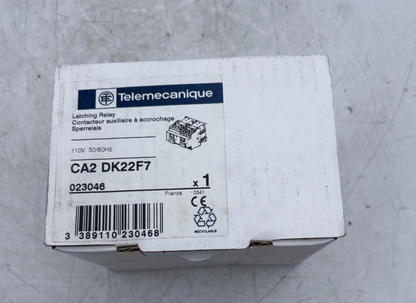 Telemecanique
Latching Relay
Contacteur auxiliaire à accrochage
Sperrelais
110V 50/60Hz
CA2 DK22F7
023046
x 1
France 0341
CE
RECYCLABLE
3 389110 230468